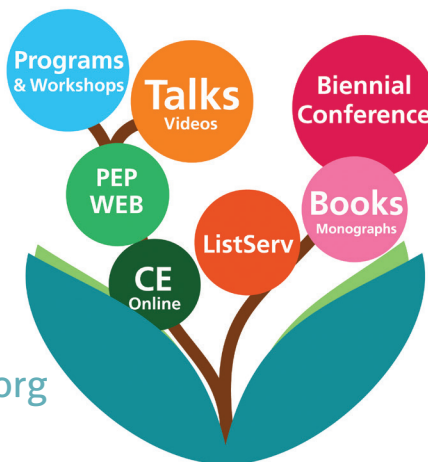 Programs
& Workshops
Talks
Videos
Biennial
Conference
PEP
WEB
Books
Monographs
ListServ
CE
Online
org